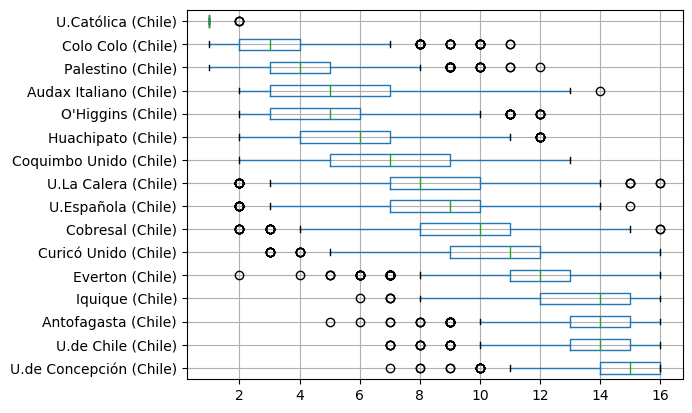 U.Católica (Chile)
Colo Colo (Chile)
Palestino (Chile)
Audax Italiano (Chile)
O'Higgins (Chile)
Huachipato (Chile)
Coquimbo Unido (Chile)
U.La Calera (Chile)
U.Española (Chile)
Cobresal (Chile)
Curicó Unido (Chile)
Everton (Chile)
Iquique (Chile)
Antofagasta (Chile)
U.de Chile (Chile)
U.de Concepción (Chile)
2 4 6 8 10 12 14 16